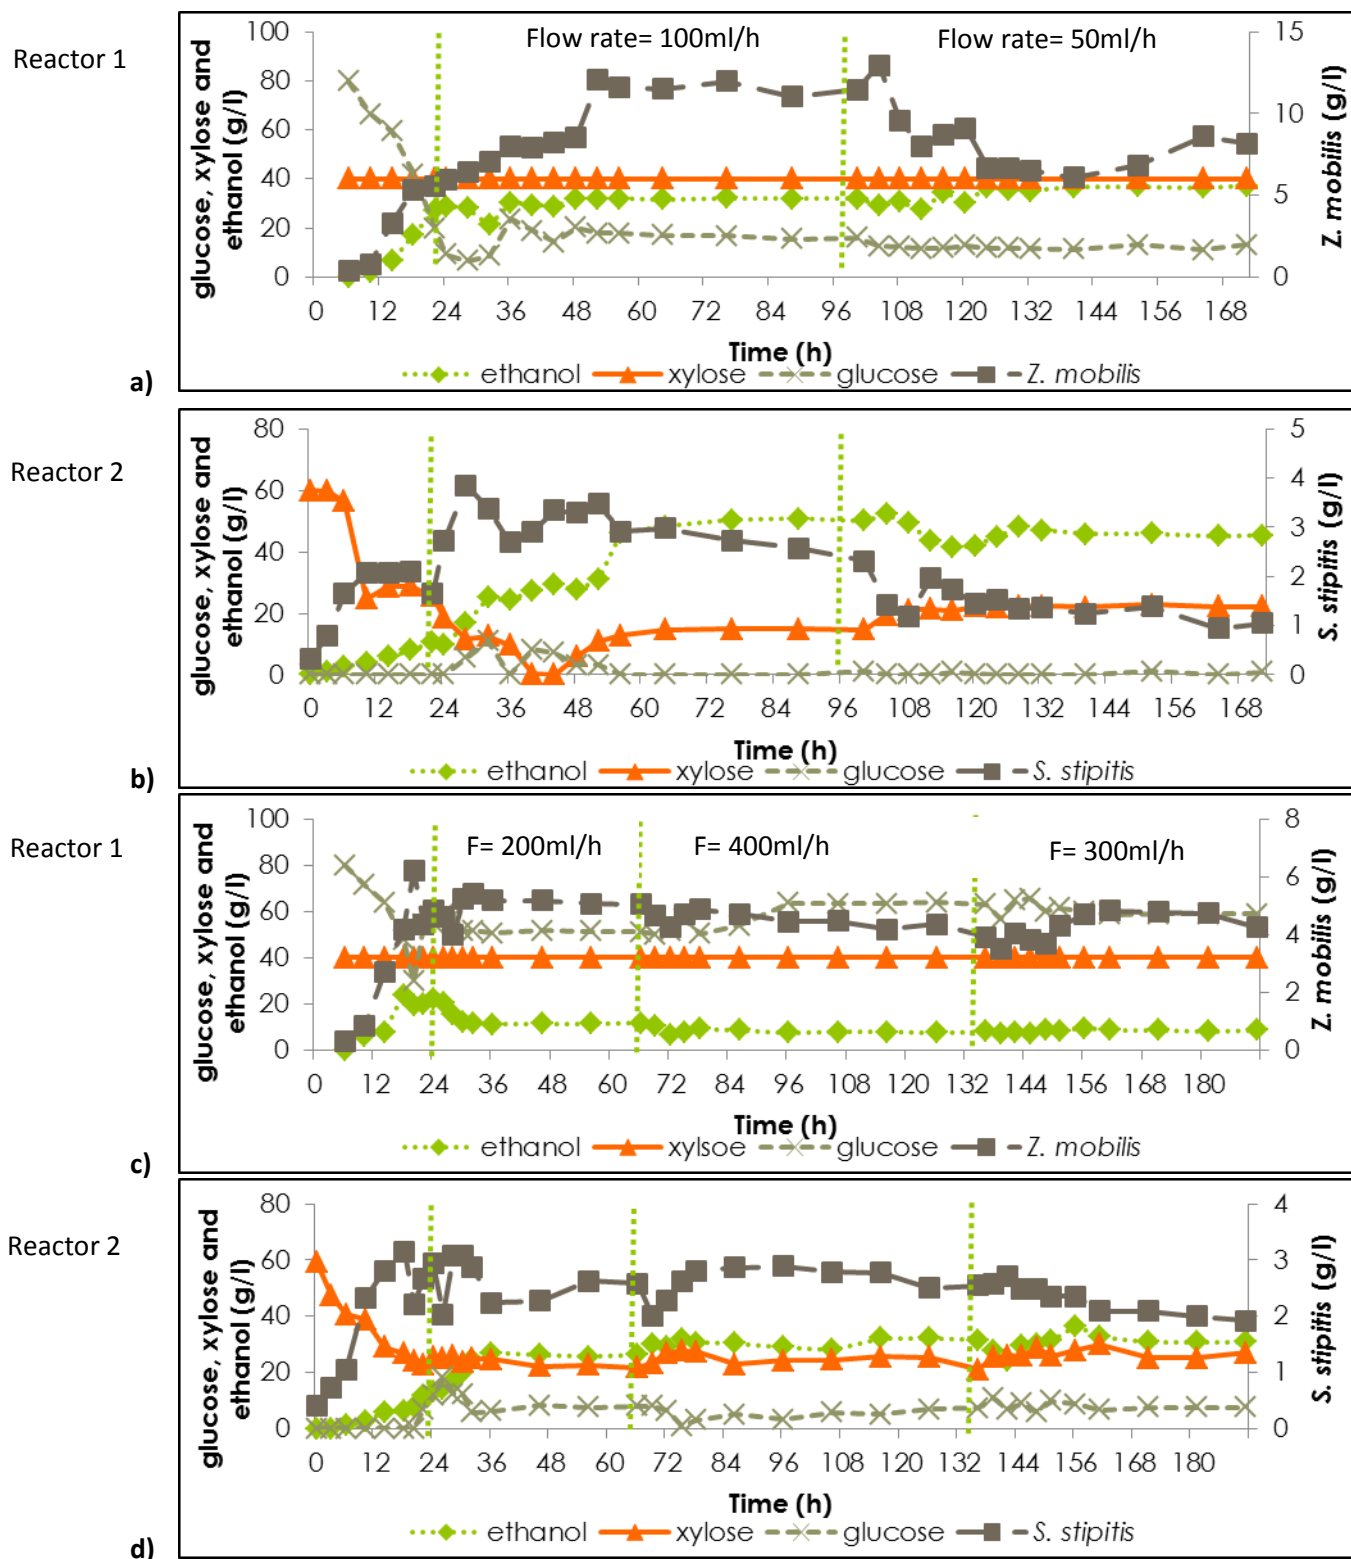 Reactor 1
Flow rate= 100ml/h
Flow rate= 50ml/h
glucose, xylose and
ethanol (g/l)
100
80
60
40
20
0
15
10
5
0
Z. mobilis (g/l)
0 12 24 36 48 60 72 84 96 108 120 132 144 156 168
Time (h)
ethanol xylose glucose Z. mobilis
a)
Reactor 2
glucose, xylose and
ethanol (g/l)
80
60
40
20
0
5
4
3
2
1
0
S. stipitis (g/l)
0 12 24 36 48 60 72 84 96 108 120 132 144 156 168
Time (h)
ethanol xylose glucose S. stipitis
b)
Reactor 1
F= 200ml/h
F= 400ml/h
F= 300ml/h
glucose, xylose and
ethanol (g/l)
100
80
60
40
20
0
8
6
4
2
0
Z. mobilis (g/l)
0 12 24 36 48 60 72 84 96 108 120 132 144 156 168 180
Time (h)
ethanol xylsoe glucose Z. mobilis
c)
Reactor 2
glucose, xylose and
ethanol (g/l)
80
60
40
20
0
4
3
2
1
0
S. stipitis (g/l)
0 12 24 36 48 60 72 84 96 108 120 132 144 156 168 180
Time (h)
ethanol xylose glucose S. stipitis
d)